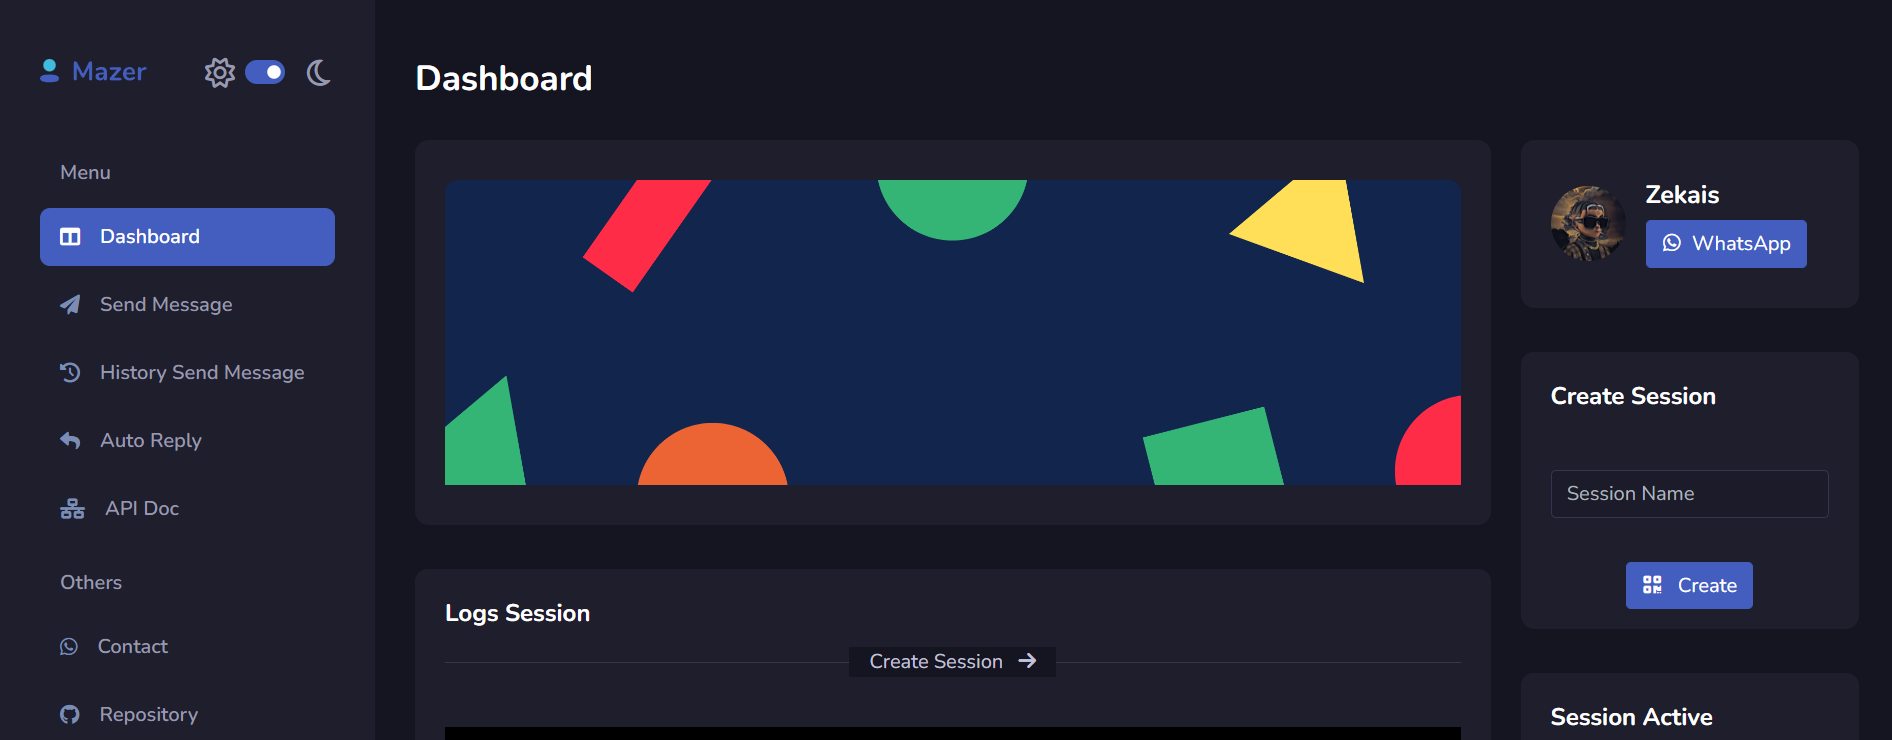 Mazer
Menu
Dashboard
Send Message
History Send Message
Auto Reply
API Doc
Others
Contact
Repository
Dashboard
Logs Session
Create Session
Zekais
WhatsApp
Create Session
Session Name
Create
Session Active